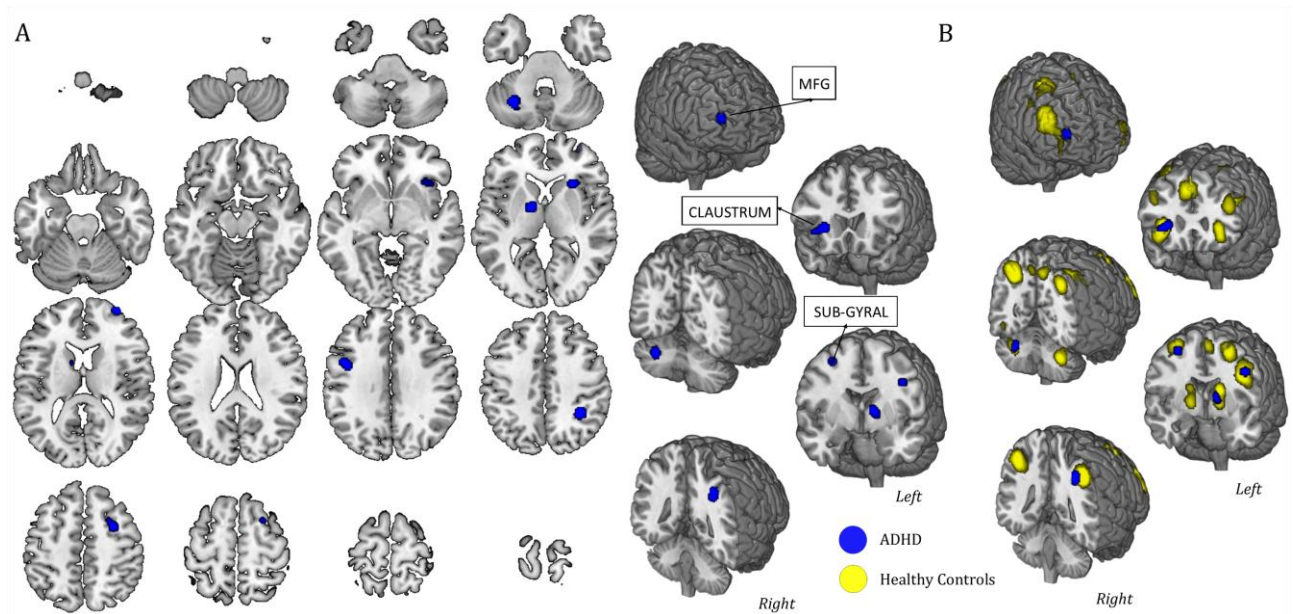 A
B
MFG
CLAUSTRUM
SUB-GYRAL
Left
Left
ADHD
Healthy Controls
Right
Right